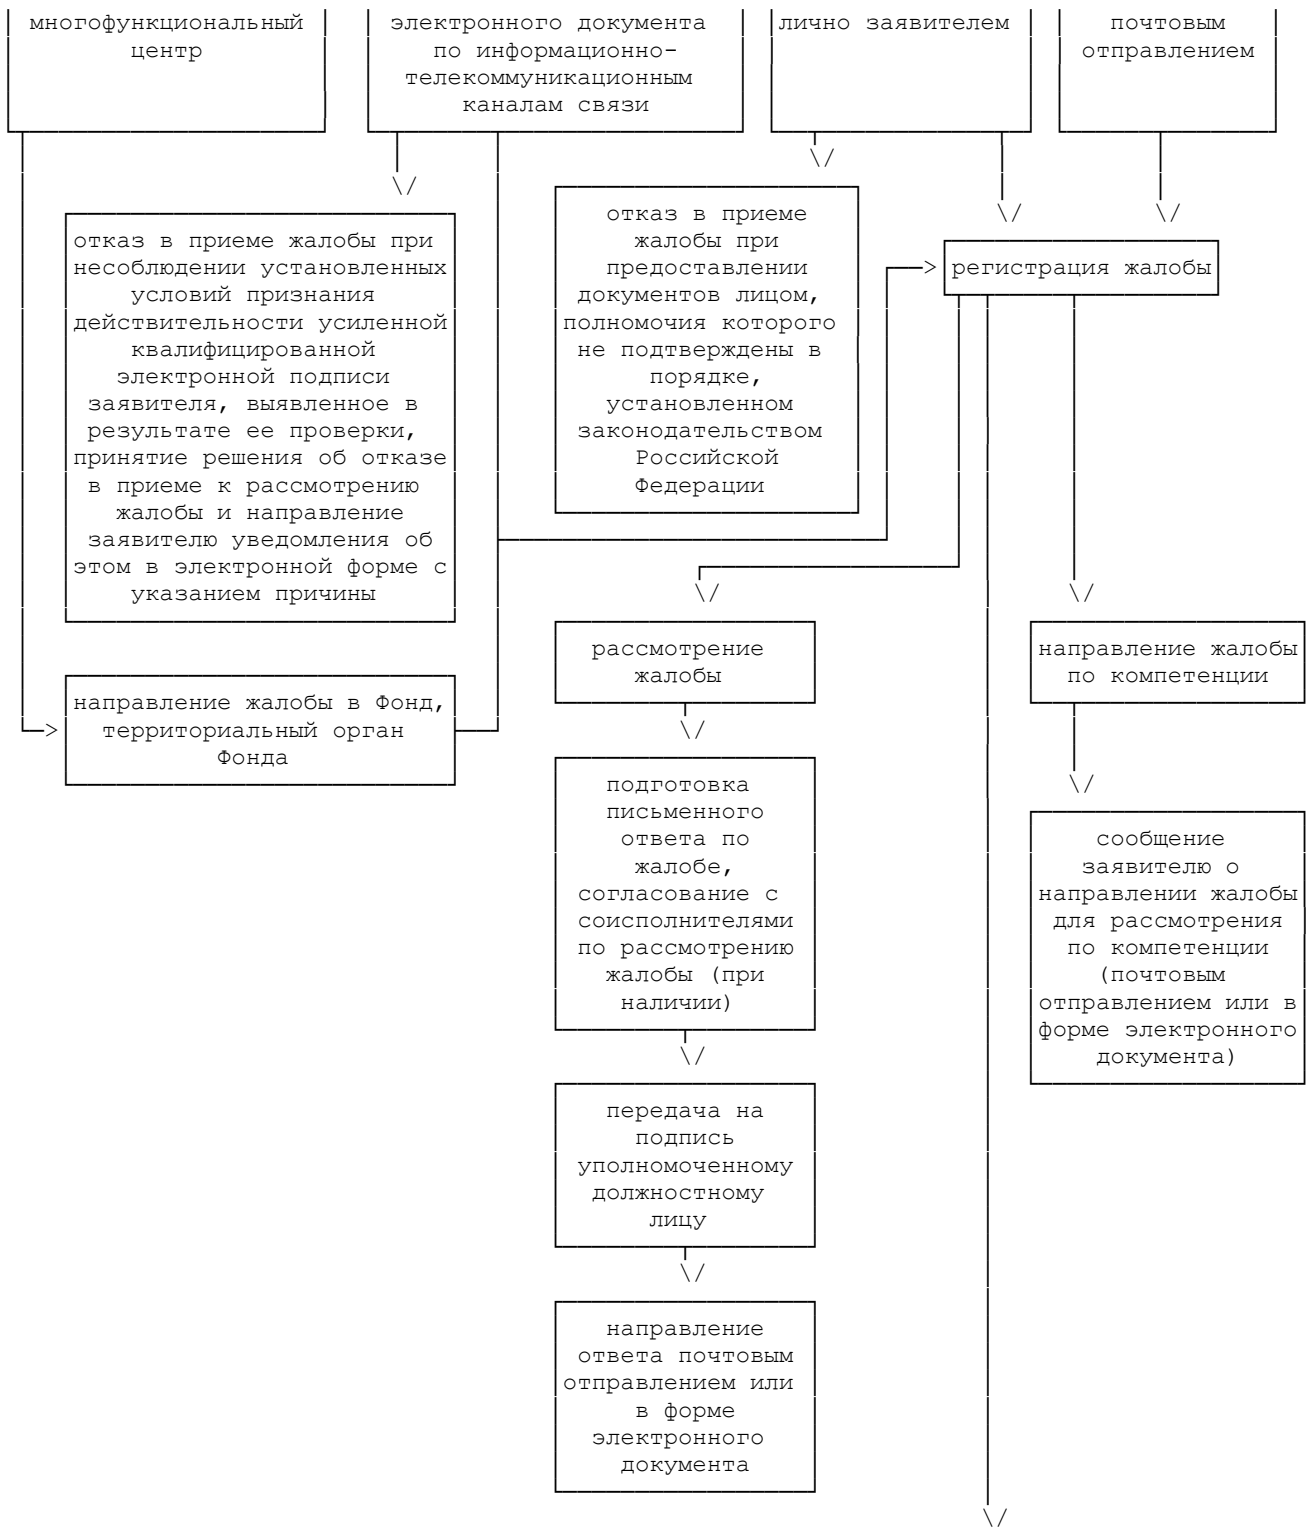 многофункциональный
центр
электронного документа
по информационно-
телекоммуникационным
каналам связи
лично заявителем
почтовым
отправлением
отказ в приеме жалобы при
несоблюдении установленных
условий признания
действительности усиленной
квалифицированной
электронной подписи
заявителя, выявленное в
результате ее проверки,
принятие решения об отказе
в приеме к рассмотрению
жалобы и направление
заявителю уведомления об
этом в электронной форме с
указанием причины
отказ в приеме
жалобы при
предоставлении
документов лицом,
полномочия которого
не подтверждены в
порядке,
установленном
законодательством
Российской
Федерации
регистрация жалобы
направление жалобы в Фонд,
территориальный орган
Фонда
рассмотрение
жалобы
направление жалобы
по компетенции
подготовка
письменного
ответа по
жалобе,
согласование с
соисполнителями
по рассмотрению
жалобы (при
наличии)
сообщение
заявителю о
направлении жалобы
для рассмотрения
по компетенции
(почтовым
отправлением или в
форме электронного
документа)
передача на
подпись
уполномоченному
должностному
лицу
направление
ответа почтовым
отправлением или
в форме
электронного
документа